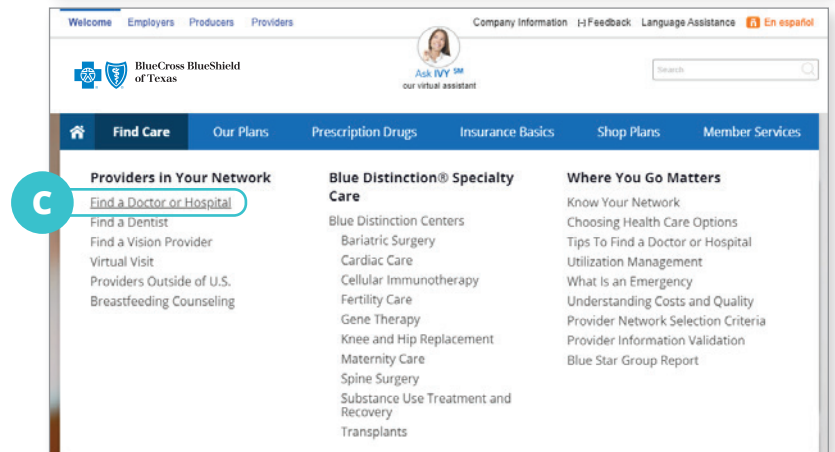 Welcome Employers Producers Providers Company Information [+] Feedback Language Assistance En español
BlueCross BlueShield
of Texas
Ask IVY SM
our virtual assistant
Search
Find Care Our Plans Prescription Drugs Insurance Basics Shop Plans Member Services
Providers in Your Network
C
Find a Doctor or Hospital
Find a Dentist
Find a Vision Provider
Virtual Visit
Providers Outside of U.S.
Breastfeeding Counseling
Blue Distinction® Specialty
Care
Blue Distinction Centers
Bariatric Surgery
Cardiac Care
Cellular Immunotherapy
Fertility Care
Gene Therapy
Knee and Hip Replacement
Maternity Care
Spine Surgery
Substance Use Treatment and
Recovery
Transplants
Where You Go Matters
Know Your Network
Choosing Health Care Options
Tips To Find a Doctor or Hospital
Utilization Management
What Is an Emergency
Understanding Costs and Quality
Provider Network Selection Criteria
Provider Information Validation
Blue Star Group Report